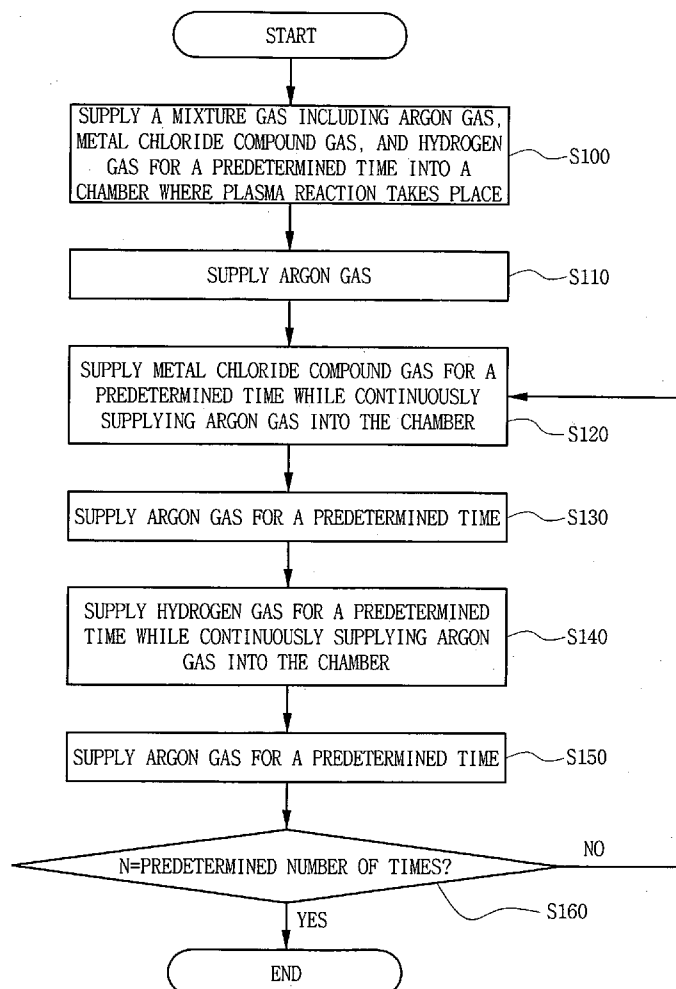 START
SUPPLY A MIXTURE GAS INCLUDING ARGON GAS,
METAL CHLORIDE COMPOUND GAS, AND HYDROGEN
GAS FOR A PREDETERMINED TIME INTO A
CHAMBER WHERE PLASMA REACTION TAKES PLACE
S100
SUPPLY ARGON GAS
S110
SUPPLY METAL CHLORIDE COMPOUND GAS FOR A
PREDETERMINED TIME WHILE CONTINUOUSLY
SUPPLYING ARGON GAS INTO THE CHAMBER
S120
SUPPLY ARGON GAS FOR A PREDETERMINED TIME
S130
SUPPLY HYDROGEN GAS FOR A PREDETERMINED
TIME WHILE CONTINUOUSLY SUPPLYING ARGON
GAS INTO THE CHAMBER
S140
SUPPLY ARGON GAS FOR A PREDETERMINED TIME
S150
N=PREDETERMINED NUMBER OF TIMES?
NO
S160
YES
END